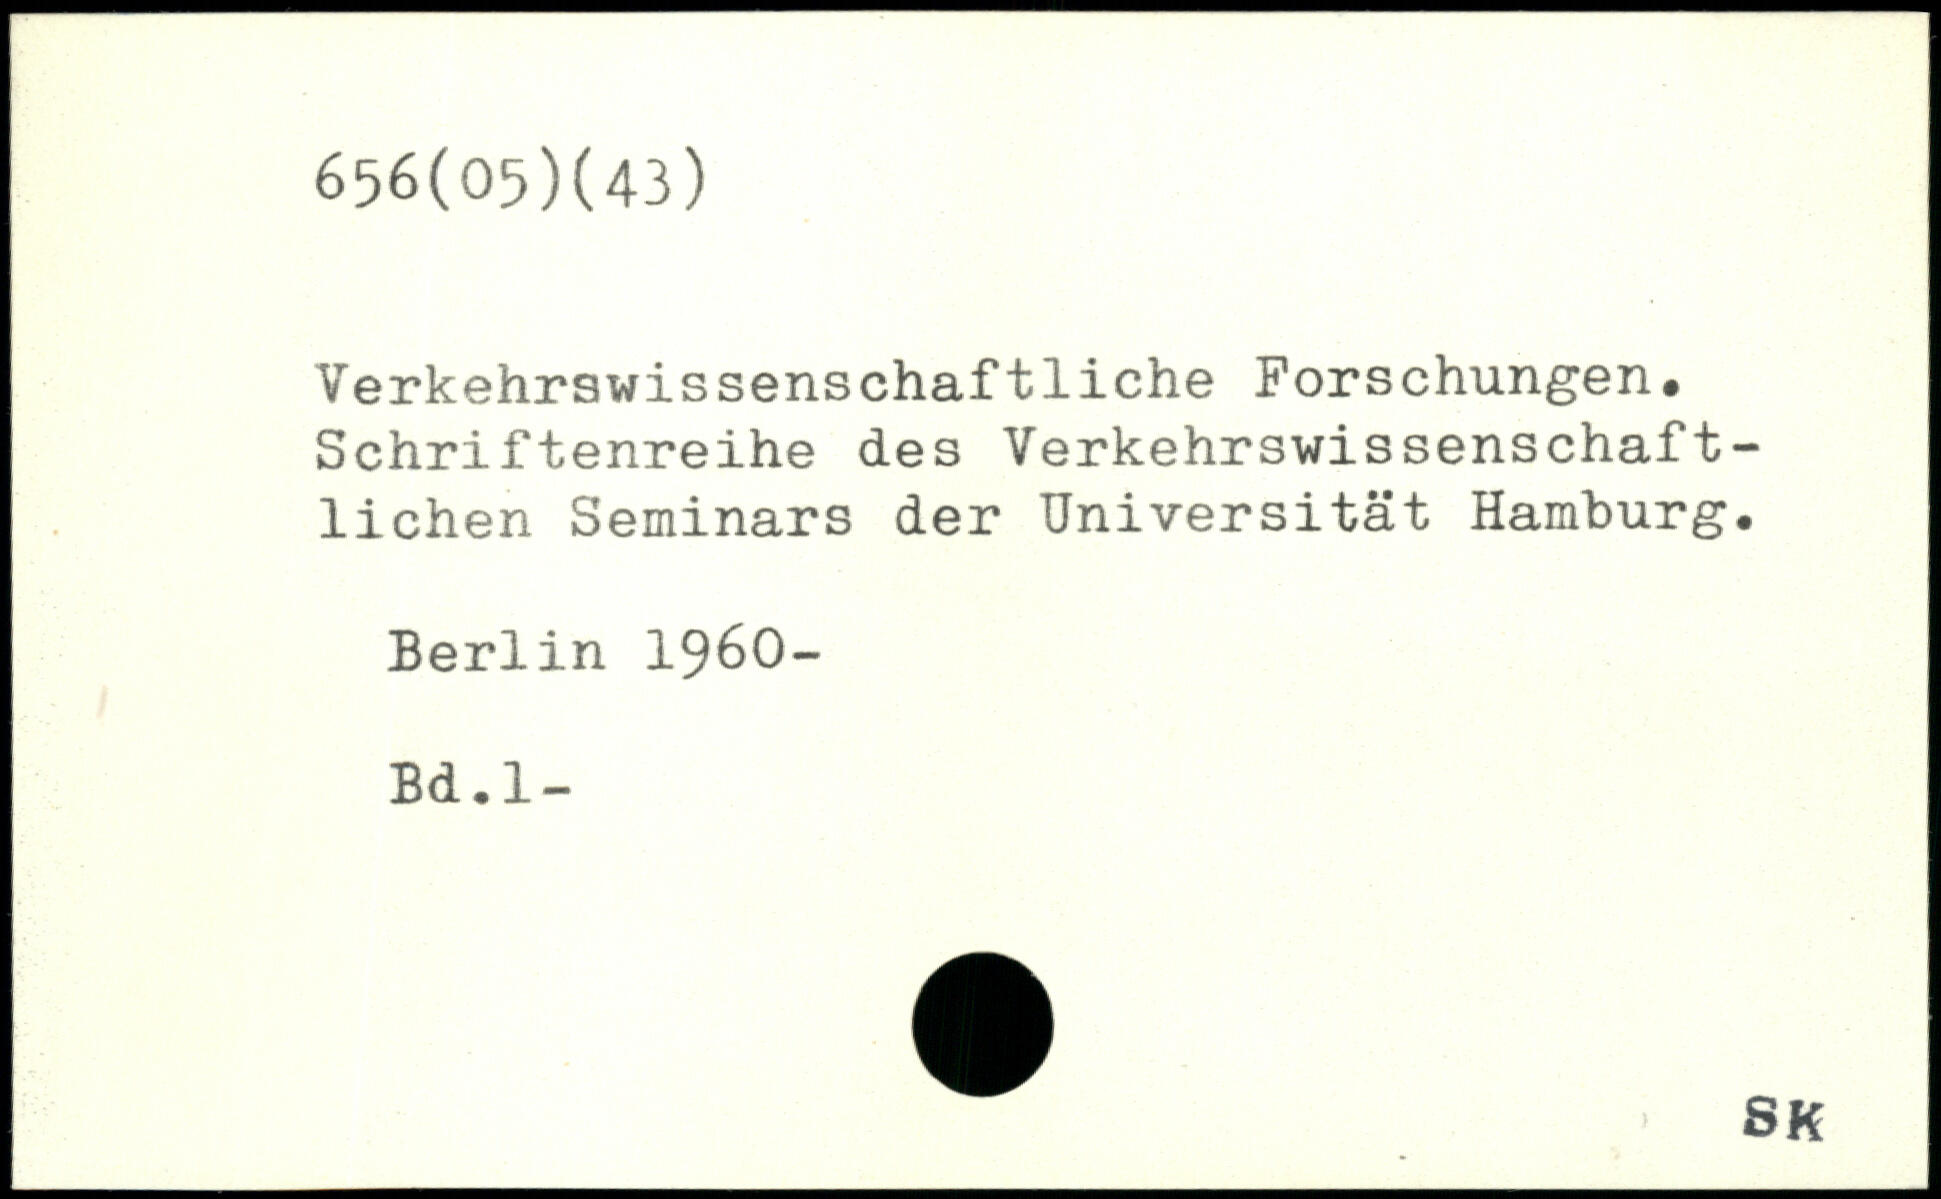 656(05)(43)
Verkehrswissenschaftliche Forschungen.
Schriftenreihe des Verkehrswissenschaft-
lichen Seminars der Universität Hamburg.
Berlin 1960-
Bd.1-
SK